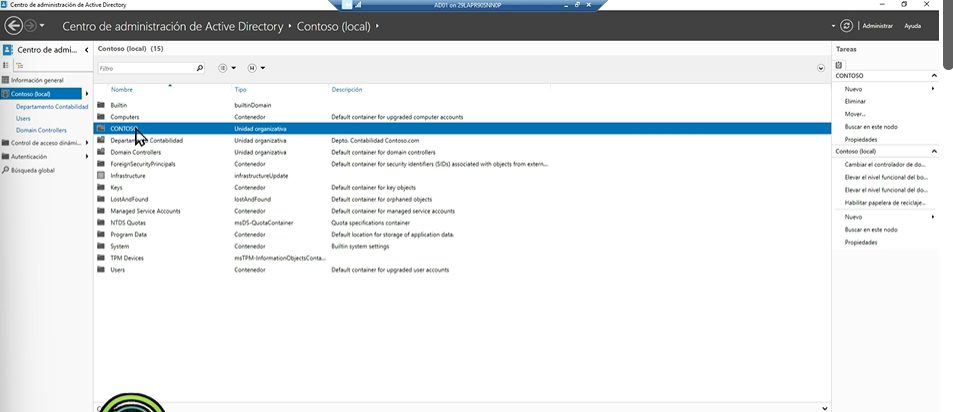 Centro de administración de Active Directory
AD01 on 29LAPR90SNN0P
Centro de administración de Active Directory › Contoso (local) ›
Administrar
Ayuda
Centro de admi...
Información general
Contoso (local)
Departamento Contabilidad
Users
Domain Controllers
Control de acceso dinámi...
Autenticación
Búsqueda global
Contoso (local) (15)
Filtro
Nombre Tipo Descripción
Builtin builtinDomain
Computers Contenedor Default container for upgraded computer accounts
CONTOSO Unidad organizativa
Departamento Contabilidad Unidad organizativa Depto. Contabilidad Contoso.com
Domain Controllers Unidad organizativa Default container for domain controllers
ForeignSecurityPrincipals Contenedor Default container for security identifiers (SIDs) associated with objects from extern...
Infrastructure infrastructureUpdate
Keys Contenedor Default container for key objects
LostAndFound lostAndFound Default container for orphaned objects
Managed Service Accounts Contenedor Default container for managed service accounts
NTDS Quotas msDS-QuotaContainer Quota specifications container
Program Data Contenedor Default location for storage of application data.
System Contenedor Builtin system settings
TPM Devices msTPM-InformationObjectsConta...
Users Contenedor Default container for upgraded user accounts
Tareas
CONTOSO
Nuevo
Eliminar
Mover...
Buscar en este nodo
Propiedades
Contoso (local)
Cambiar el controlador de do...
Elevar el nivel funcional del bo...
Elevar el nivel funcional del do...
Habilitar papelera de reciclaje...
Nuevo
Buscar en este nodo
Propiedades